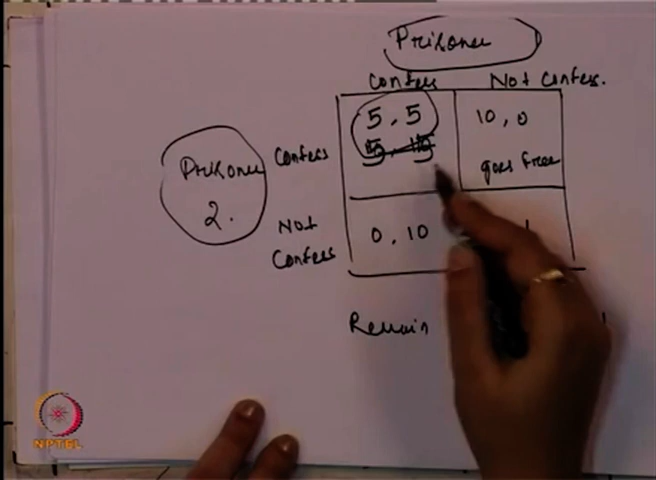 Prisoner
Confess Not Confess.
5, 5 10, 0
Prisoner Confess goes free
2.
Not 0, 10
Confess
Remain
NPTEL